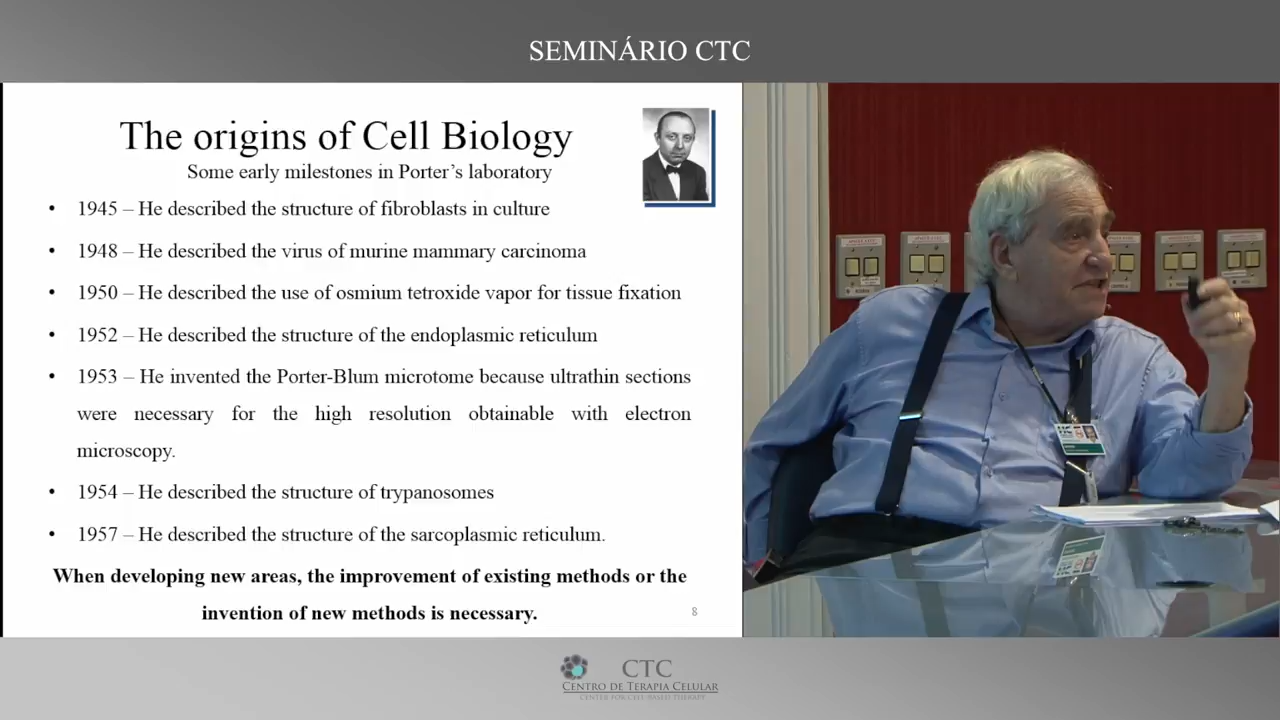 SEMINÁRIO CTC
The origins of Cell Biology
Some early milestones in Porter’s laboratory
• 1945 – He described the structure of fibroblasts in culture
• 1948 – He described the virus of murine mammary carcinoma
• 1950 – He described the use of osmium tetroxide vapor for tissue fixation
• 1952 – He described the structure of the endoplasmic reticulum
• 1953 – He invented the Porter-Blum microtome because ultrathin sections
were necessary for the high resolution obtainable with electron
microscopy.
• 1954 – He described the structure of trypanosomes
• 1957 – He described the structure of the sarcoplasmic reticulum.
When developing new areas, the improvement of existing methods or the
invention of new methods is necessary.
8
CTC
CENTRO DE TERAPIA CELULAR
CENTER FOR CELL-BASED THERAPY